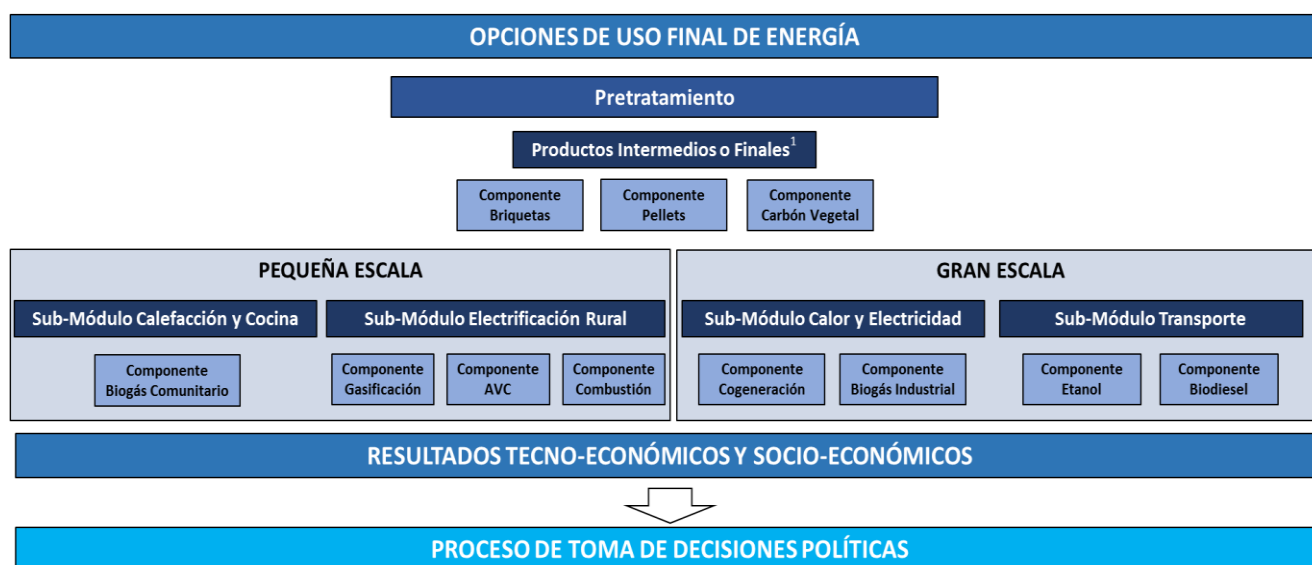 OPCIONES DE USO FINAL DE ENERGÍA
Pretratamiento
Productos Intermedios o Finales¹
Componente
Briquetas
Componente
Pellets
Componente
Carbón Vegetal
PEQUEÑA ESCALA
Sub-Módulo Calefacción y Cocina
Componente
Biogás Comunitario
Sub-Módulo Electrificación Rural
Componente
Gasificación
Componente
AVC
Componente
Combustión
GRAN ESCALA
Sub-Módulo Calor y Electricidad
Componente
Cogeneración
Componente
Biogás Industrial
Sub-Módulo Transporte
Componente
Etanol
Componente
Biodiesel
RESULTADOS TECNO-ECONÓMICOS Y SOCIO-ECONÓMICOS
PROCESO DE TOMA DE DECISIONES POLÍTICAS